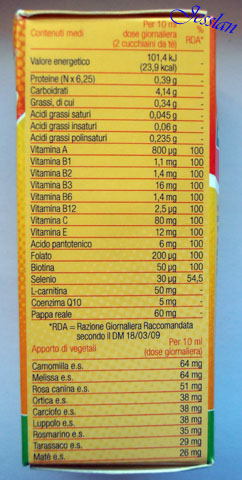 Jesslan
Contenuti medi Per 10 ml dose giornaliera (2 cucchiaini da tè) % RDA*
Valore energetico 101,4 kJ (23,9 kcal) -
Proteine (N x 6,25) 0,39 g -
Carboidrati 4,14 g -
Grassi, di cui 0,34 g -
Acidi grassi saturi 0,045 g -
Acidi grassi insaturi 0,06 g -
Acidi grassi polinsaturi 0,235 g -
Vitamina A 800 µg 100
Vitamina B1 1,1 mg 100
Vitamina B2 1,4 mg 100
Vitamina B3 16 mg 100
Vitamina B6 1,4 mg 100
Vitamina B12 2,5 µg 100
Vitamina C 80 mg 100
Vitamina E 12 mg 100
Acido pantotenico 6 mg 100
Folato 200 µg 100
Biotina 50 µg 100
Selenio 30 µg 54,5
L-carnitina 50 mg -
Coenzima Q10 5 mg -
Pappa reale 60 mg -
*RDA = Razione Giornaliera Raccomandata
secondo il DM 18/03/09
Apporto di vegetali Per 10 ml (dose giornaliera)
Camomilla e.s. 64 mg
Melissa e.s. 64 mg
Rosa canina e.s. 51 mg
Ortica e.s. 38 mg
Carciofo e.s. 38 mg
Luppolo e.s. 38 mg
Rosmarino e.s. 35 mg
Tarassaco e.s. 29 mg
Matè e.s. 26 mg